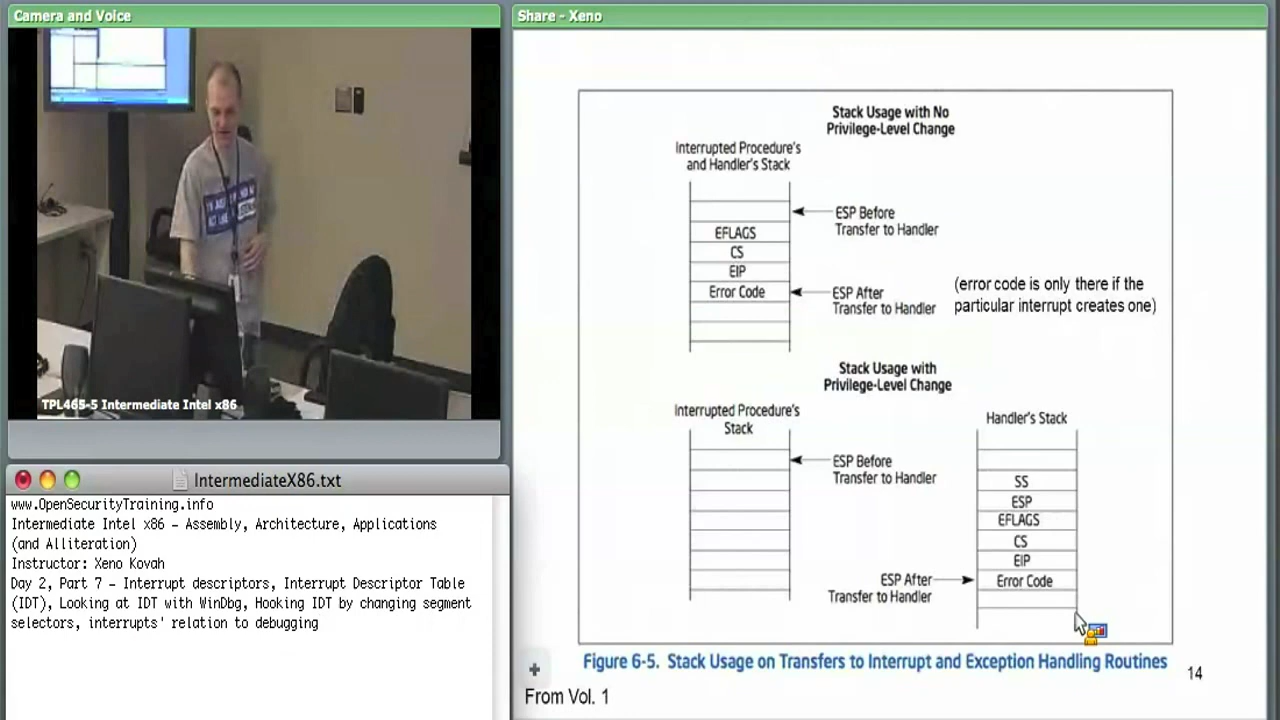 Camera and Voice
TPL465-5 Intermediate Intel x86
IntermediateX86.txt
www.OpenSecurityTraining.info
Intermediate Intel x86 – Assembly, Architecture, Applications
(and Alliteration)
Instructor: Xeno Kovah
Day 2, Part 7 – Interrupt descriptors, Interrupt Descriptor Table
(IDT), Looking at IDT with WinDbg, Hooking IDT by changing segment
selectors, interrupts' relation to debugging
Share - Xeno
Stack Usage with No
Privilege-Level Change
Interrupted Procedure's
and Handler's Stack
ESP Before
Transfer to Handler
EFLAGS
CS
EIP
Error Code
ESP After
Transfer to Handler
(error code is only there if the
particular interrupt creates one)
Stack Usage with
Privilege-Level Change
Interrupted Procedure's
Stack
Handler's Stack
ESP Before
Transfer to Handler
SS
ESP
EFLAGS
CS
EIP
Error Code
ESP After
Transfer to Handler
Figure 6-5. Stack Usage on Transfers to Interrupt and Exception Handling Routines
14
From Vol. 1